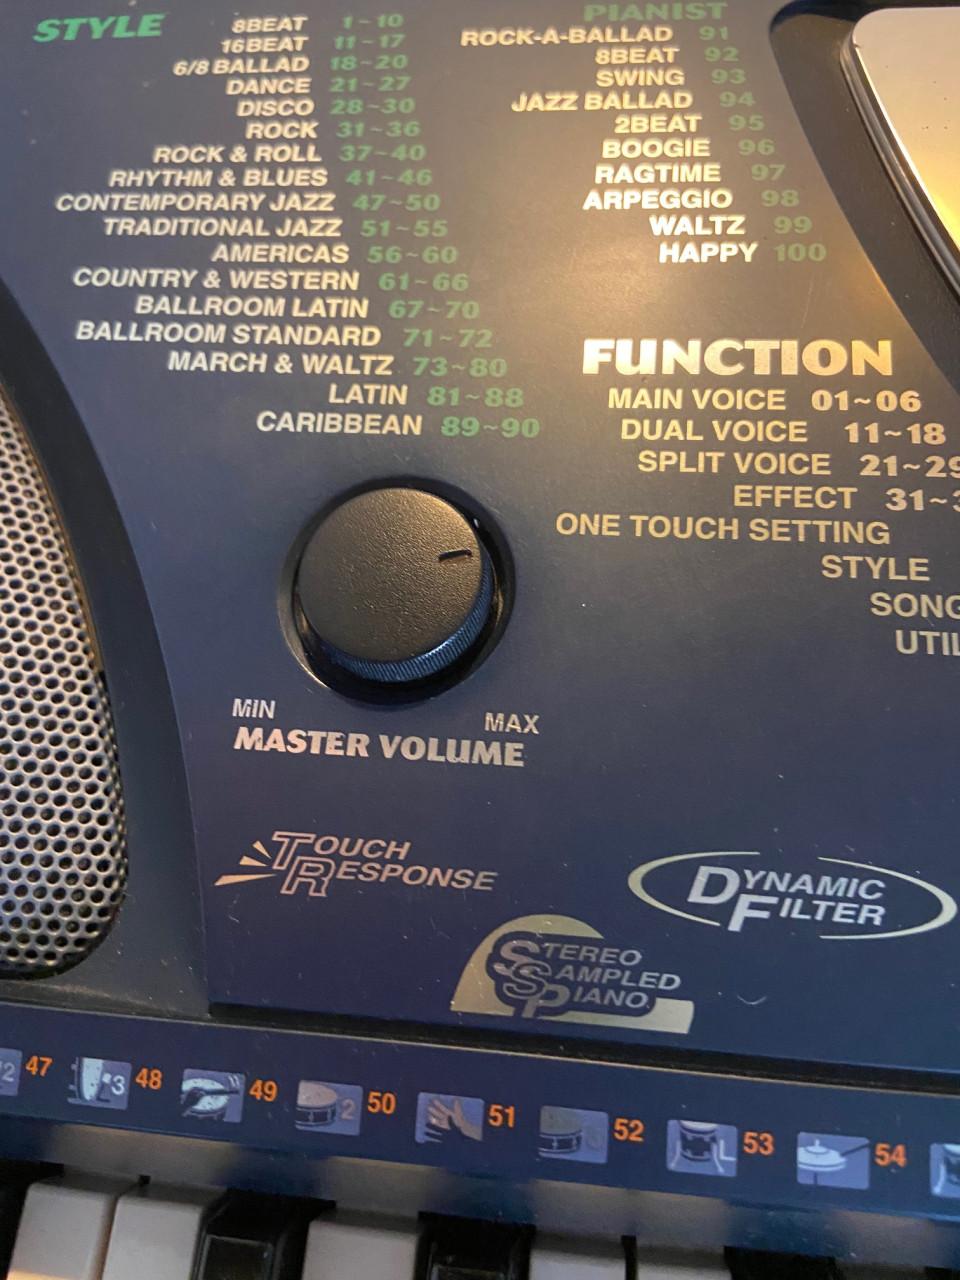 STYLE
8BEAT 1~10
16BEAT 11~17
6/8 BALLAD 18~20
DANCE 21~27
DISCO 28~30
ROCK 31~36
ROCK & ROLL 37~40
RHYTHM & BLUES 41~46
CONTEMPORARY JAZZ 47~50
TRADITIONAL JAZZ 51~55
AMERICAS 56~60
COUNTRY & WESTERN 61~66
BALLROOM LATIN 67~70
BALLROOM STANDARD 71~72
MARCH & WALTZ 73~80
LATIN 81~88
CARIBBEAN 89~90
PIANIST
ROCK-A-BALLAD 91
8BEAT 92
SWING 93
JAZZ BALLAD 94
2BEAT 95
BOOGIE 96
RAGTIME 97
ARPEGGIO 98
WALTZ 99
HAPPY 100
FUNCTION
MAIN VOICE 01~06
DUAL VOICE 11~18
SPLIT VOICE 21~29
EFFECT 31~3
ONE TOUCH SETTING
STYLE
SONG
UTIL
MIN MAX
MASTER VOLUME
TOUCH
RESPONSE
DYNAMIC
FILTER
STEREO
SAMPLED
PIANO
2 47 3 48 49 2 50 51 52 53 54